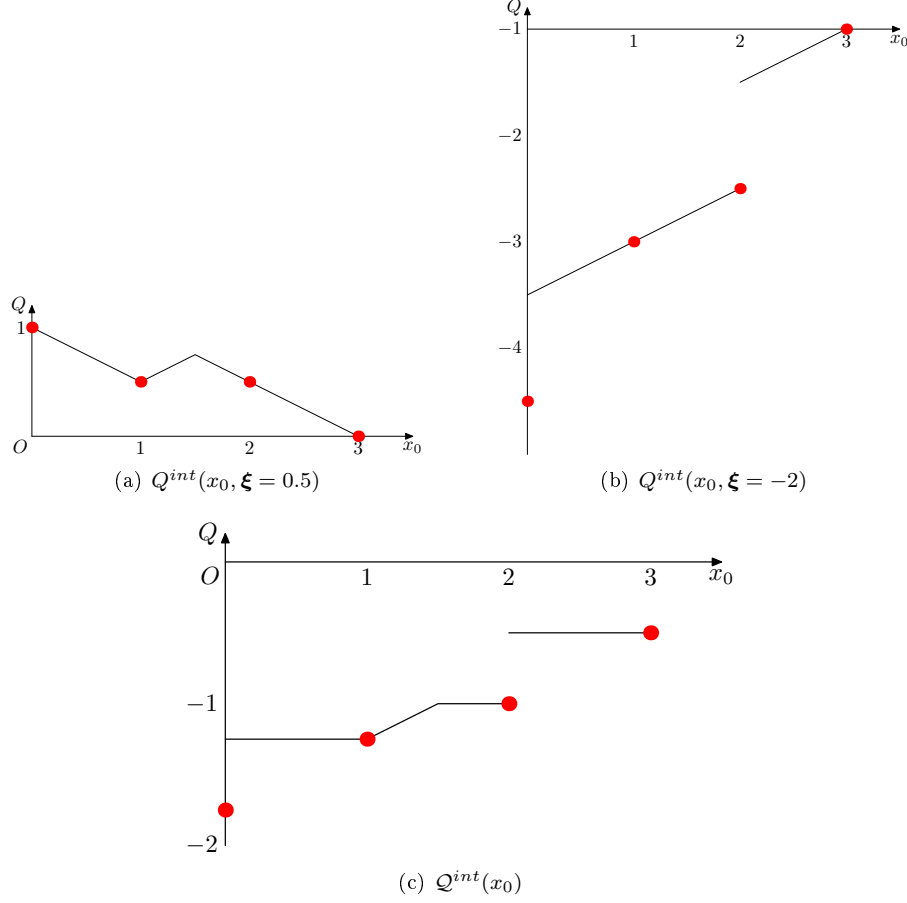 Q
1
O
1
2
3
x₀
(a) Q^{int}(x₀, ξ = 0.5)
Q
−1
1
2
3
x₀
−2
−3
−4
(b) Q^{int}(x₀, ξ = −2)
Q
O
1
2
3
x₀
−1
−2
(c) 𝒬^{int}(x₀)